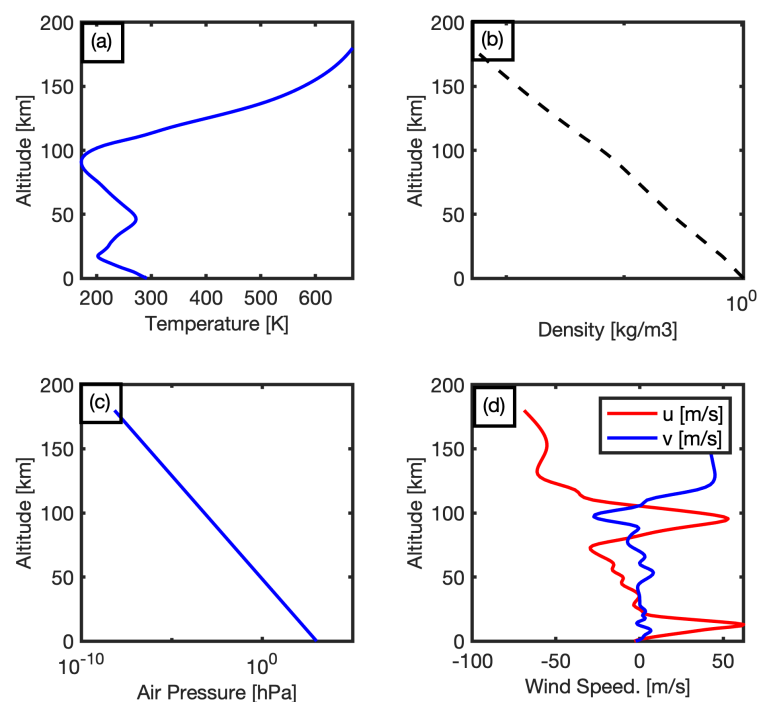 200
(a)
150
Altitude [km]
100
50
0
200 300 400 500 600
Temperature [K]
200
(b)
150
Altitude [km]
100
50
0
10^0
Density [kg/m3]
200
(c)
150
Altitude [km]
100
50
0
10^-10 10^0
Air Pressure [hPa]
200
(d)
u [m/s]
v [m/s]
150
Altitude [km]
100
50
0
-100 -50 0 50
Wind Speed. [m/s]